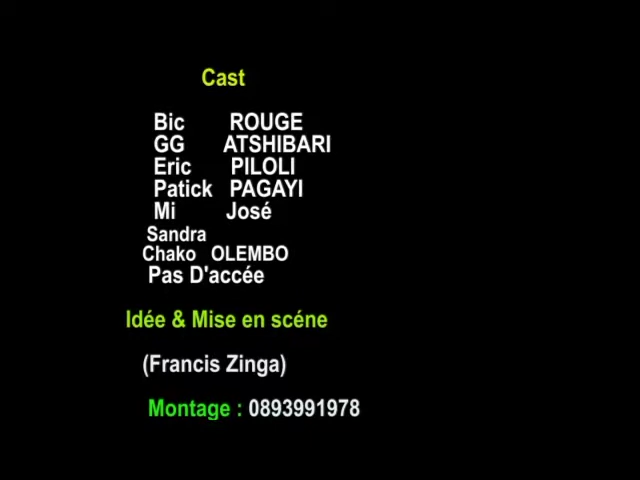 Cast
Bic ROUGE
GG ATSHIBARI
Eric PILOLI
Patick PAGAYI
Mi José
Sandra
Chako OLEMBO
Pas D'accée
Idée & Mise en scéne
(Francis Zinga)
Montage : 0893991978